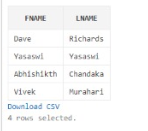 FNAME LNAME
Dave Richards
Yasaswi Yasaswi
Abhishikth Chandaka
Vivek Murahari
Download CSV
4 rows selected.